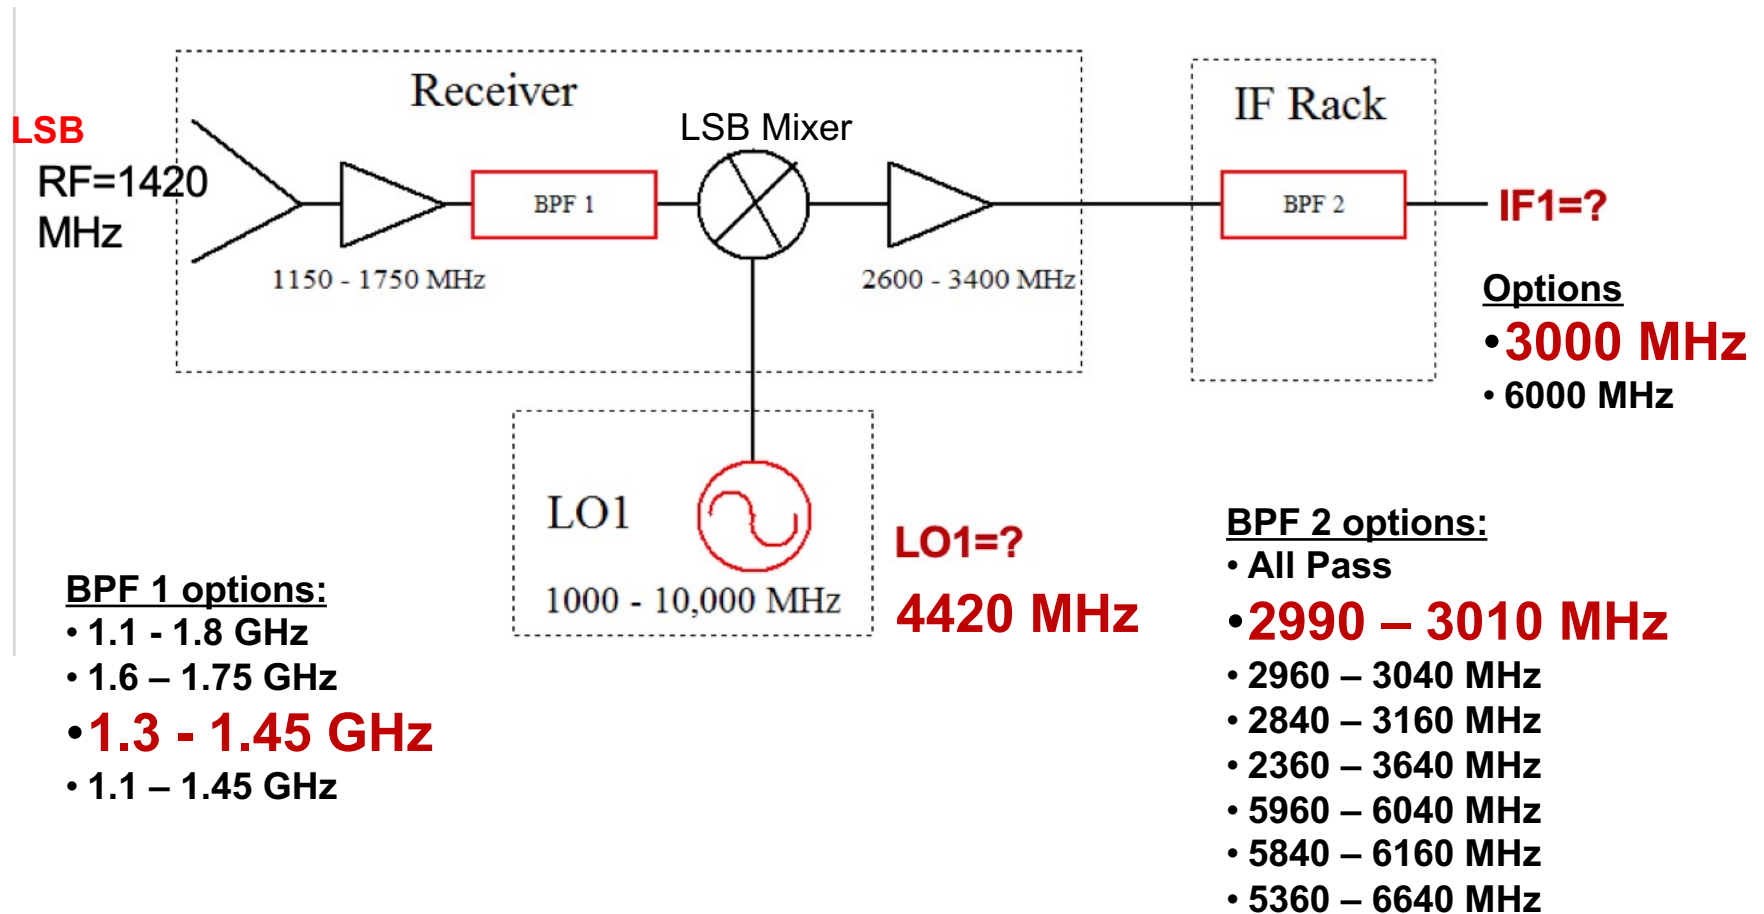 Receiver
LSB
RF=1420
MHz
LSB Mixer
BPF 1
1150 - 1750 MHz
2600 - 3400 MHz
IF Rack
BPF 2
IF1=?
Options
•3000 MHz
• 6000 MHz
LO1
1000 - 10,000 MHz
LO1=?
4420 MHz
BPF 1 options:
• 1.1 - 1.8 GHz
• 1.6 – 1.75 GHz
•1.3 - 1.45 GHz
• 1.1 – 1.45 GHz
BPF 2 options:
• All Pass
•2990 – 3010 MHz
• 2960 – 3040 MHz
• 2840 – 3160 MHz
• 2360 – 3640 MHz
• 5960 – 6040 MHz
• 5840 – 6160 MHz
• 5360 – 6640 MHz